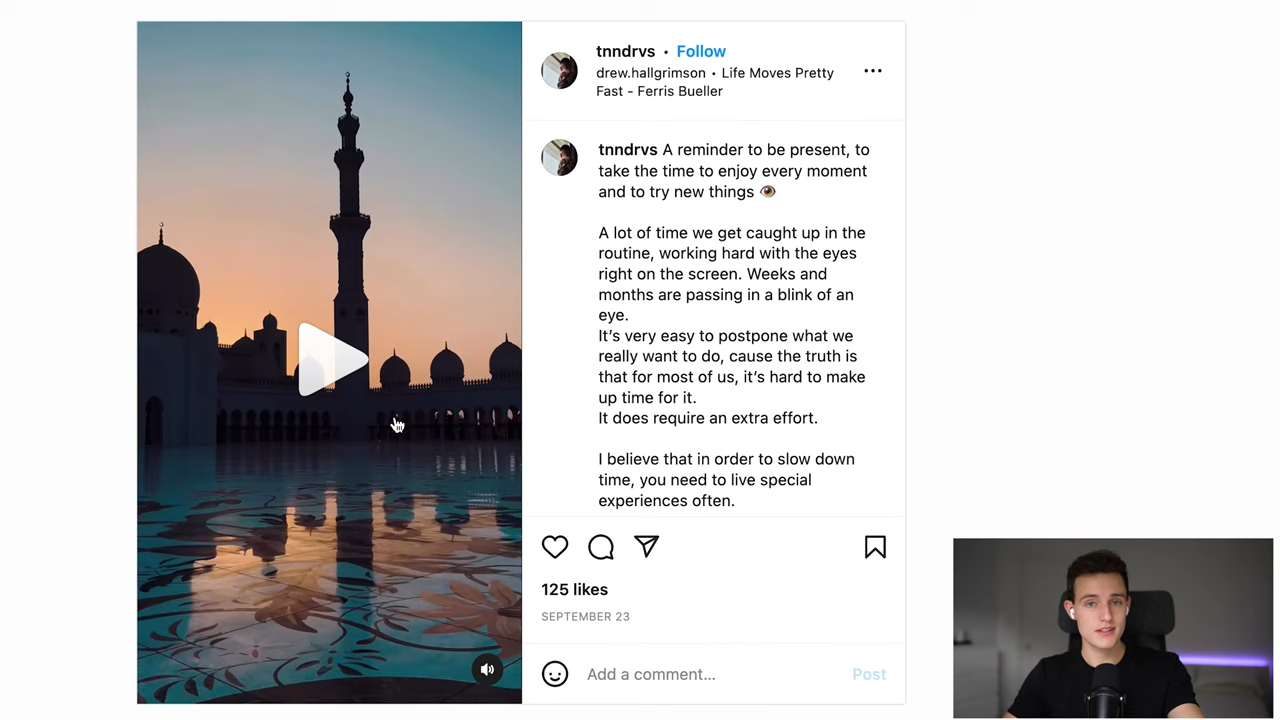 tnndrvs • Follow
drew.hallgrimson • Life Moves Pretty
Fast - Ferris Bueller
tnndrvs A reminder to be present, to
take the time to enjoy every moment
and to try new things 👁️
A lot of time we get caught up in the
routine, working hard with the eyes
right on the screen. Weeks and
months are passing in a blink of an
eye.
It’s very easy to postpone what we
really want to do, cause the truth is
that for most of us, it’s hard to make
up time for it.
It does require an extra effort.
I believe that in order to slow down
time, you need to live special
experiences often.
125 likes
SEPTEMBER 23
Add a comment...
Post